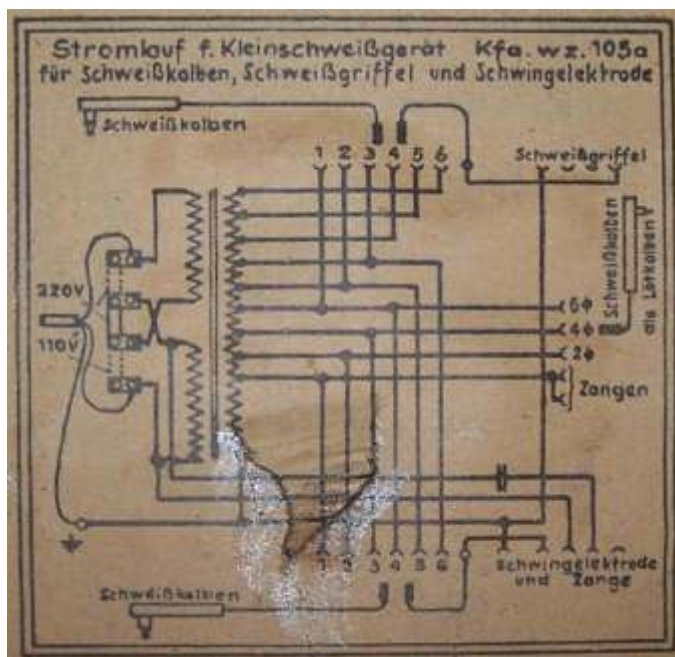 Stromlauf f. Kleinschweißgerät Kfa. wz. 105a
für Schweißkolben, Schweißgriffel und Schwingelektrode
Schweißkolben
1 2 3 4 5 6
Schweißgriffel
Schweißkolben
als Lötkolben
220V
110V
6⌀
4⌀
2⌀
Zangen
1 2 3 4 5 6
Schwingelektrode
und Zange
Schweißkolben